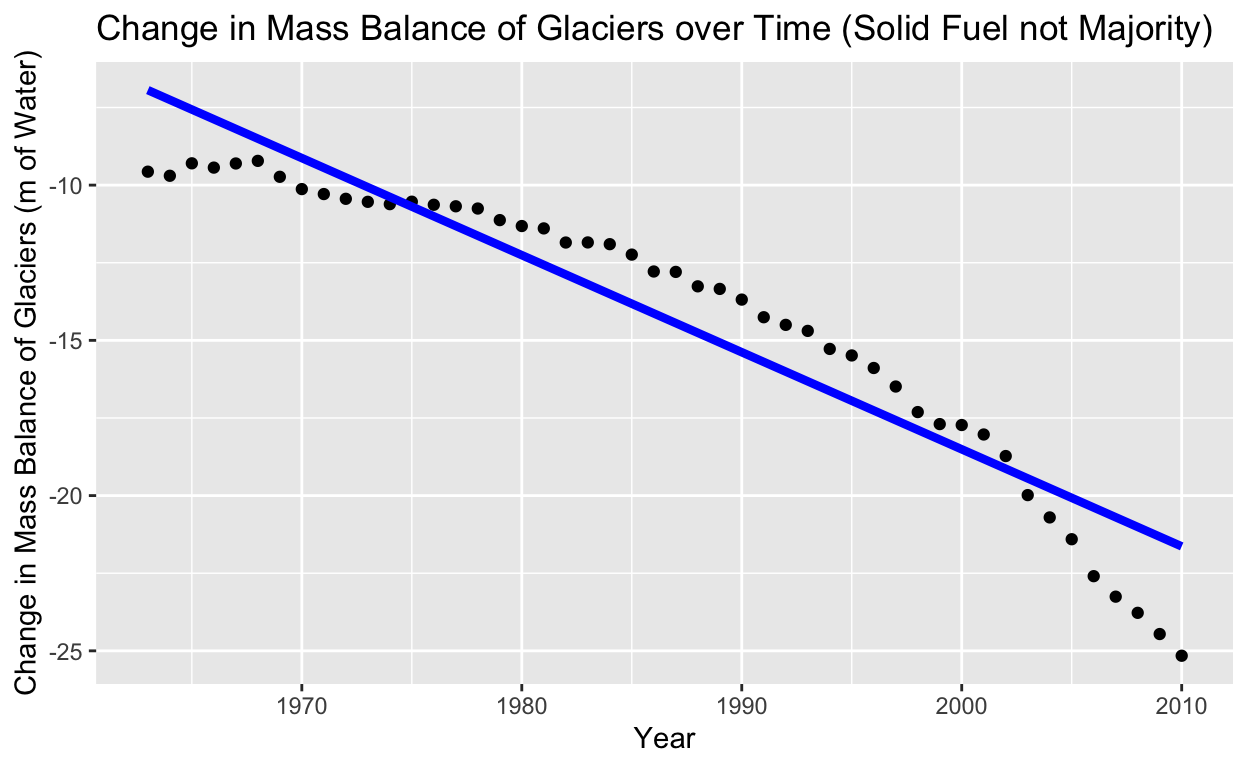 Change in Mass Balance of Glaciers over Time (Solid Fuel not Majority)
Change in Mass Balance of Glaciers (m of Water)
-10
-15
-20
-25
1970 1980 1990 2000 2010
Year